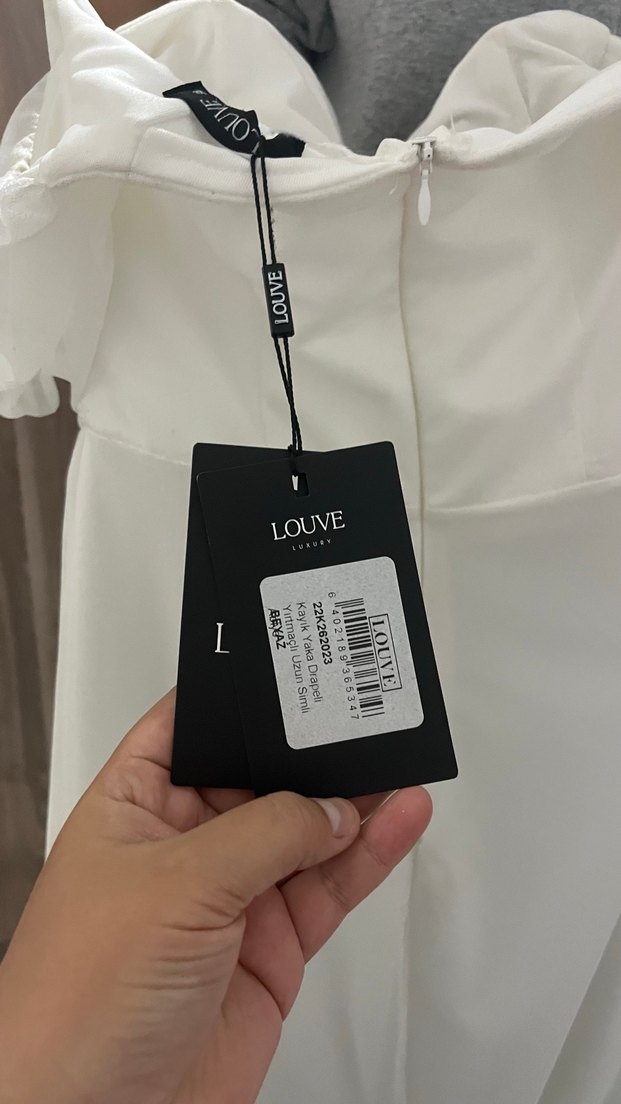 LOUVE
LOUVE
LOUVE
LUXURY
L
LOUVE
6 402189 365347
22K262023
Kayık Yaka Drapeli
Yırtmaçlı Uzun Simli
BEYAZ